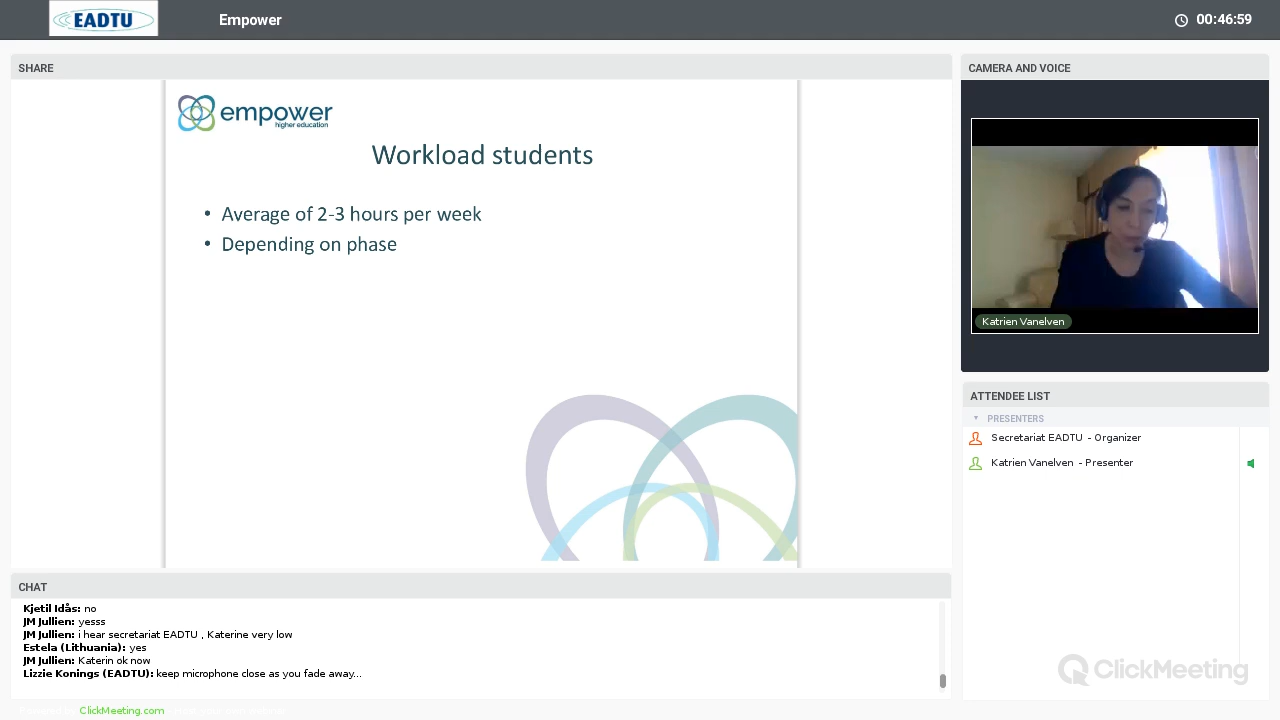 EADTU
Empower
00:46:59
SHARE
CAMERA AND VOICE
empower
higher education
Workload students
• Average of 2-3 hours per week
• Depending on phase
Katrien Vanelven
ATTENDEE LIST
PRESENTERS
Secretariat EADTU - Organizer
Katrien Vanelven - Presenter
CHAT
Kjetil Idås: no
JM Jullien: yesss
JM Jullien: i hear secretariat EADTU , Katerine very low
Estela (Lithuania): yes
JM Jullien: Katerin ok now
Lizzie Konings (EADTU): keep microphone close as you fade away...
ClickMeeting
ClickMeeting.com